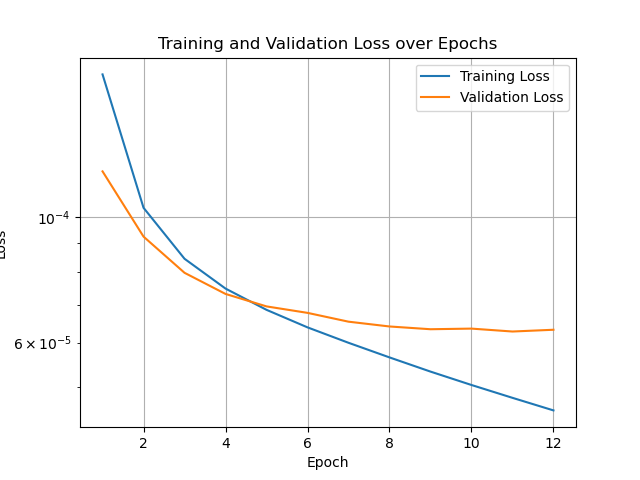 Training and Validation Loss over Epochs
Training Loss
Validation Loss
Loss
10⁻⁴
6 × 10⁻⁵
2 4 6 8 10 12
Epoch